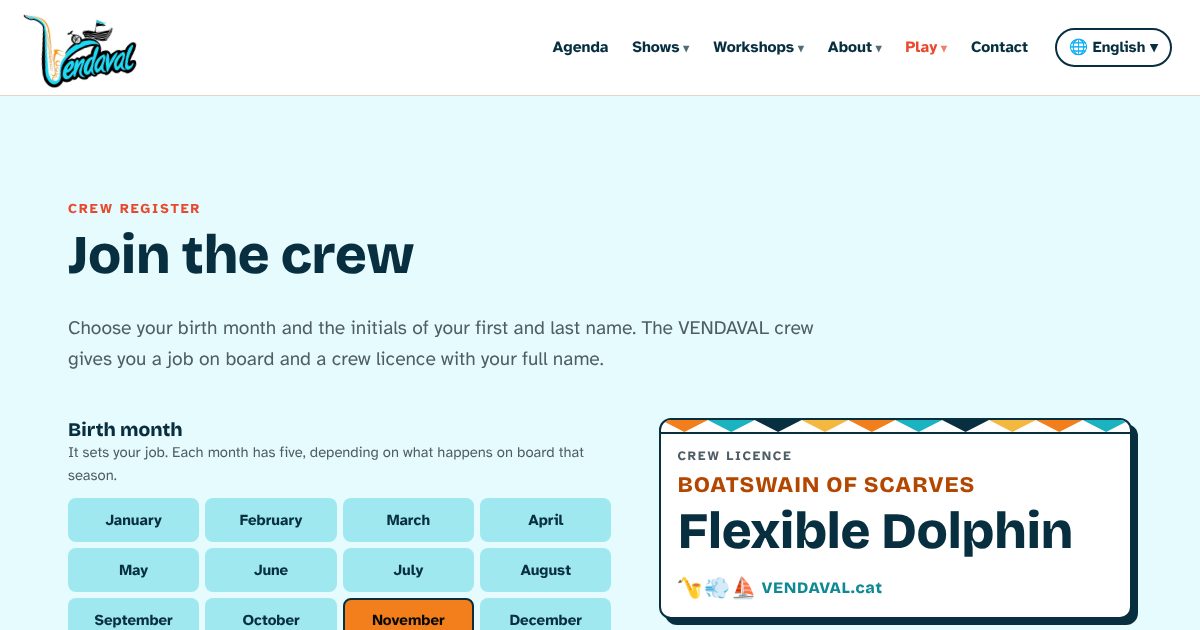 Vendaval
Agenda
Shows ▾
Workshops ▾
About ▾
Play ▾
Contact
🌐 English ▾
CREW REGISTER
Join the crew
Choose your birth month and the initials of your first and last name. The VENDAVAL crew
gives you a job on board and a crew licence with your full name.
Birth month
It sets your job. Each month has five, depending on what happens on board that
season.
January
February
March
April
May
June
July
August
September
October
November
December
CREW LICENCE
BOATSWAIN OF SCARVES
Flexible Dolphin
🎷💨⛵ VENDAVAL.cat